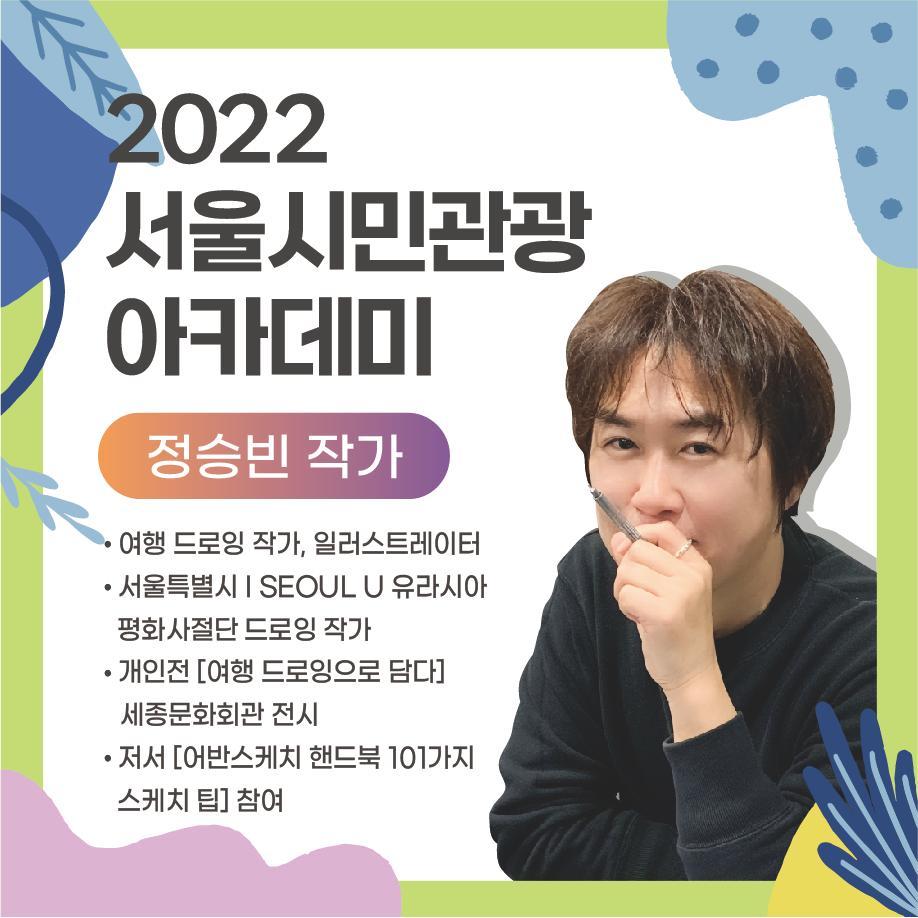 2022
서울시민관광
아카데미
정승빈 작가
• 여행 드로잉 작가, 일러스트레이터
• 서울특별시 I SEOUL U 유라시아
평화사절단 드로잉 작가
• 개인전 [여행 드로잉으로 담다]
세종문화회관 전시
• 저서 [어반스케치 핸드북 101가지
스케치 팁] 참여